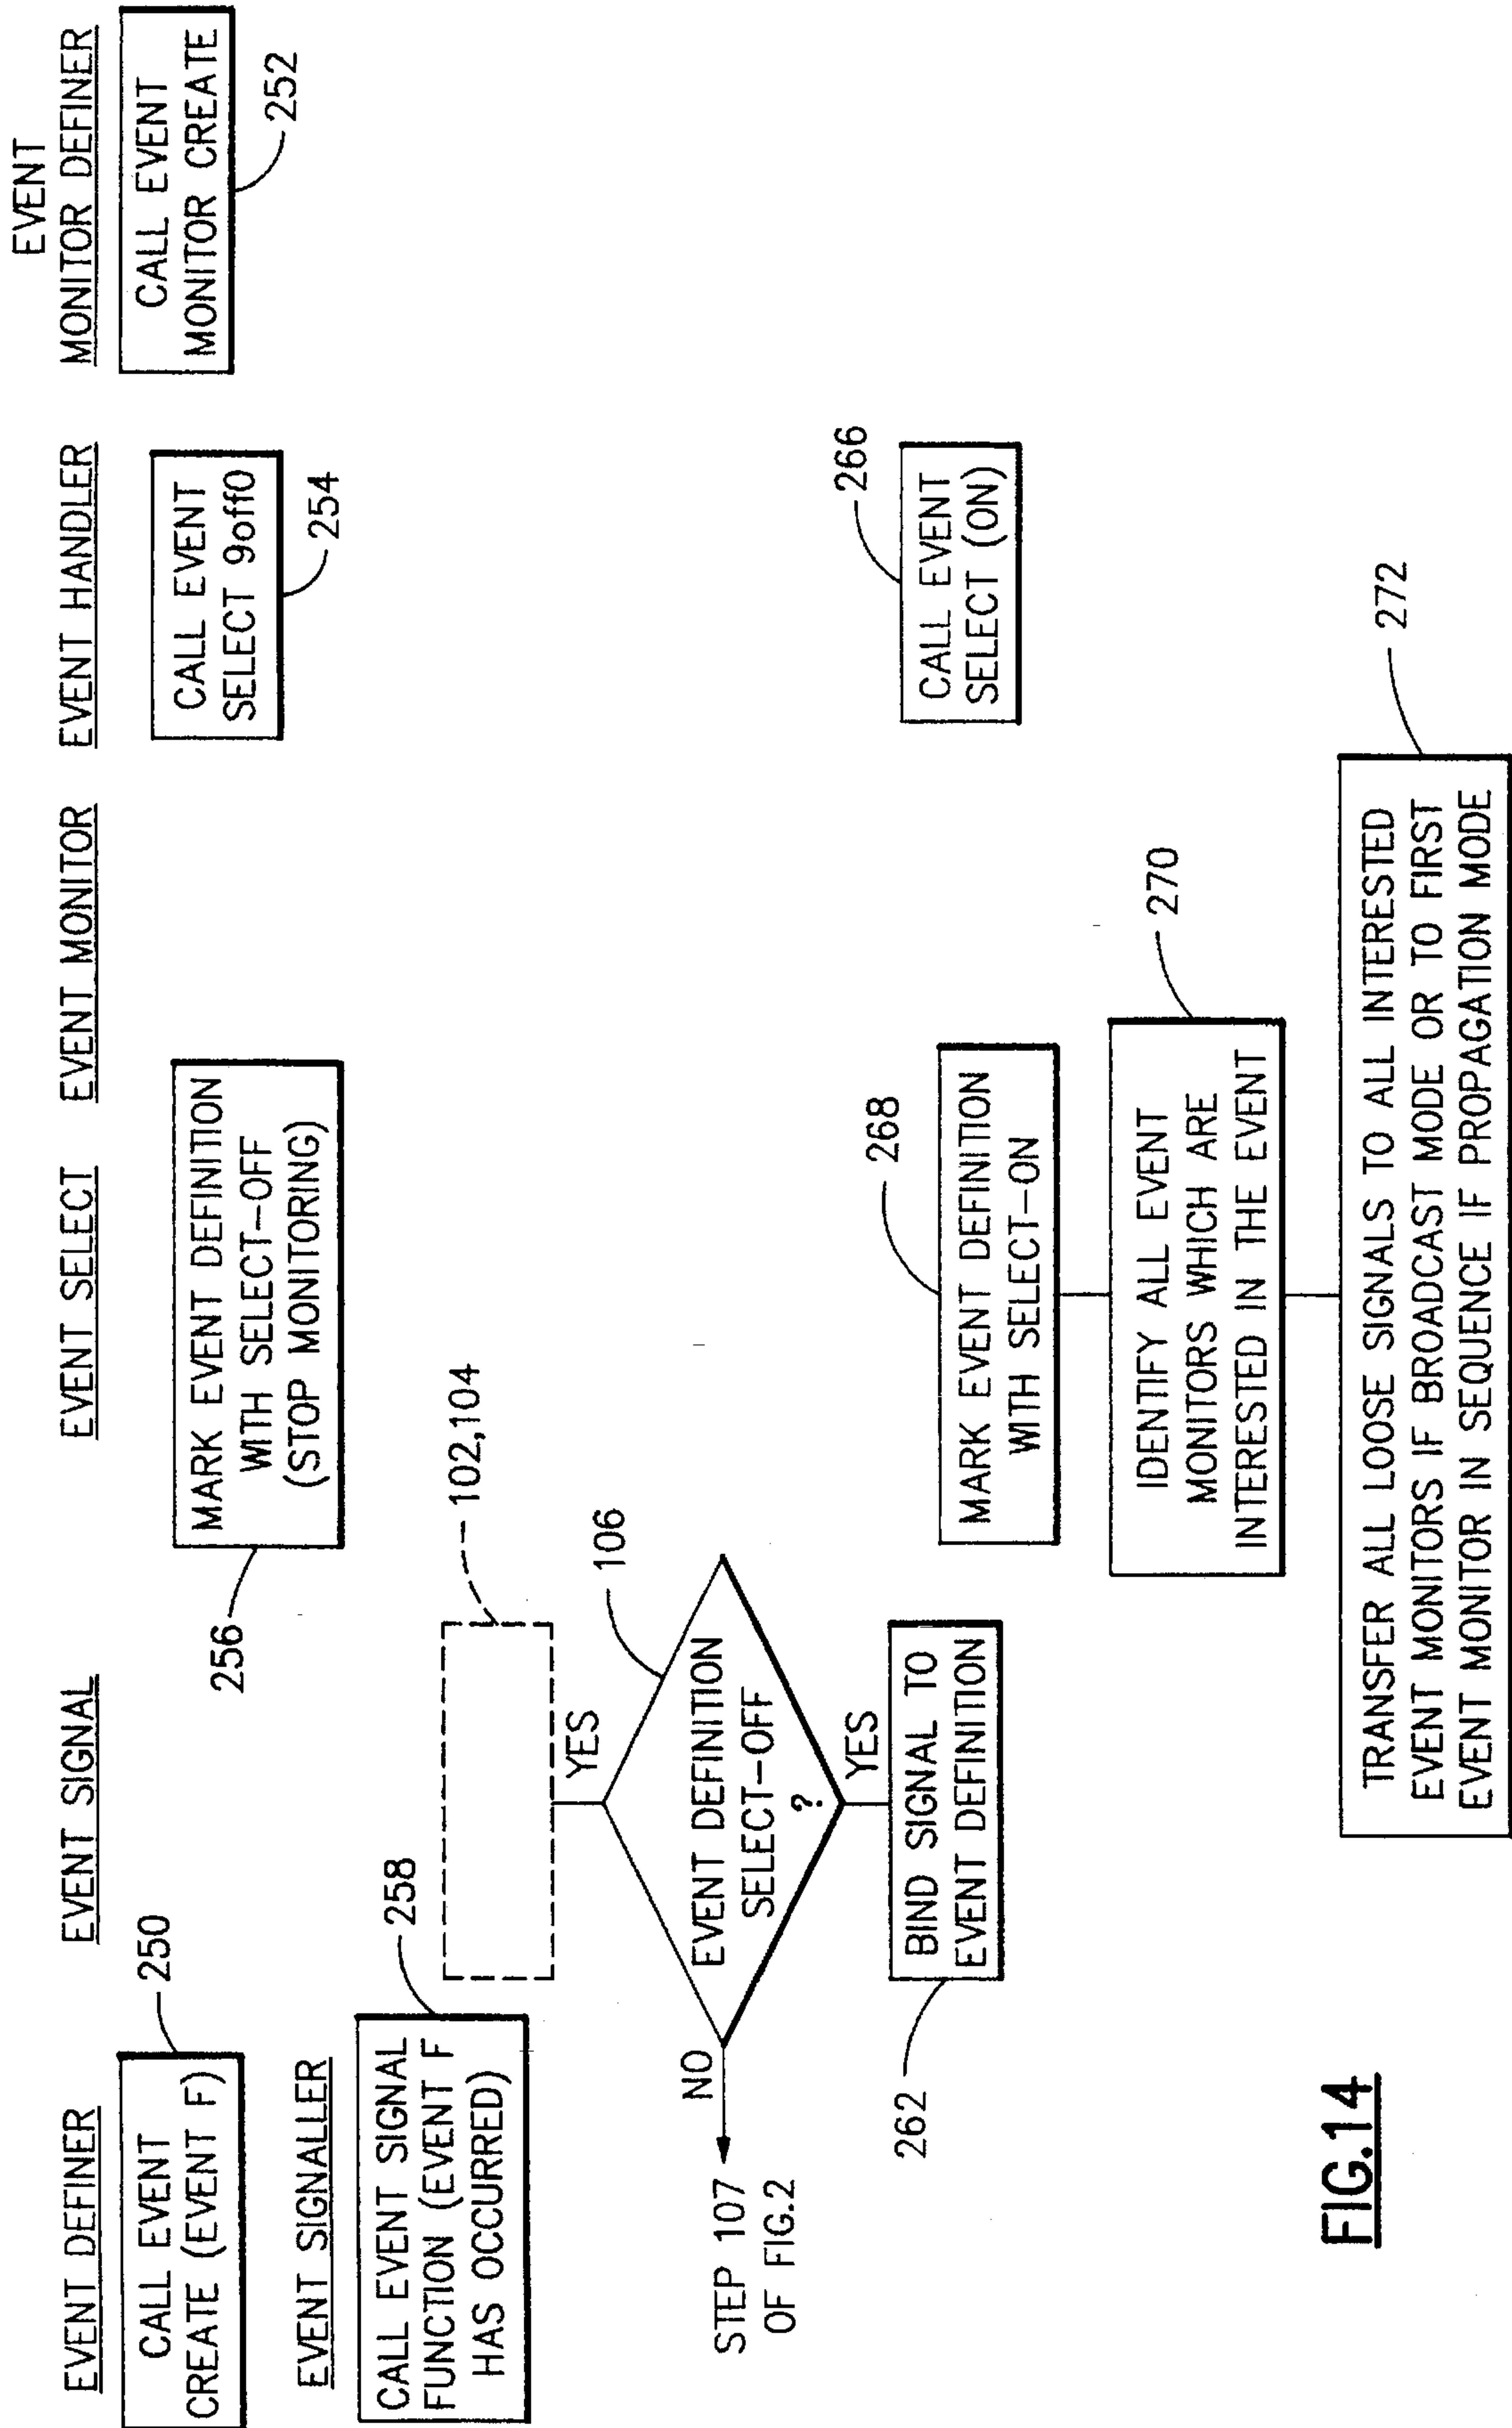 EVENT DEFINER
EVENT SIGNAL
EVENT SELECT
EVENT MONITOR
EVENT HANDLER
EVENT
MONITOR DEFINER
CALL EVENT
CREATE (EVENT F)
250
MARK EVENT DEFINITION
WITH SELECT-OFF
(STOP MONITORING)
256
CALL EVENT
SELECT 9off0
254
CALL EVENT
MONITOR CREATE
252
EVENT SIGNALLER
CALL EVENT SIGNAL
FUNCTION (EVENT F
HAS OCCURRED)
258
102,104
YES
106
EVENT DEFINITION
SELECT-OFF
?
NO
STEP 107
OF FIG.2
YES
BIND SIGNAL TO
EVENT DEFINITION
262
CALL EVENT
SELECT (ON)
266
MARK EVENT DEFINITION
WITH SELECT-ON
268
IDENTIFY ALL EVENT
MONITORS WHICH ARE
INTERESTED IN THE EVENT
270
TRANSFER ALL LOOSE SIGNALS TO ALL INTERESTED
EVENT MONITORS IF BROADCAST MODE OR TO FIRST
EVENT MONITOR IN SEQUENCE IF PROPAGATION MODE
272
FIG.14